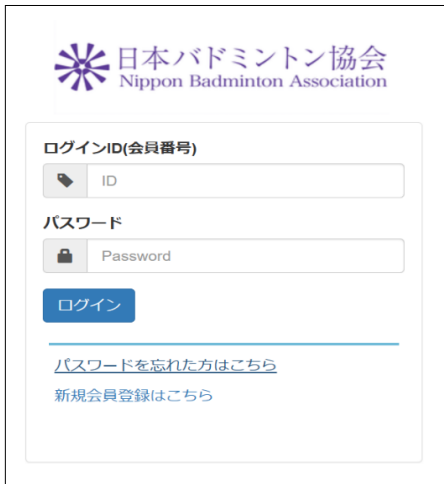 日本バドミントン協会
Nippon Badminton Association
ログインID(会員番号)
ID
パスワード
Password
ログイン
パスワードを忘れた方はこちら
新規会員登録はこちら